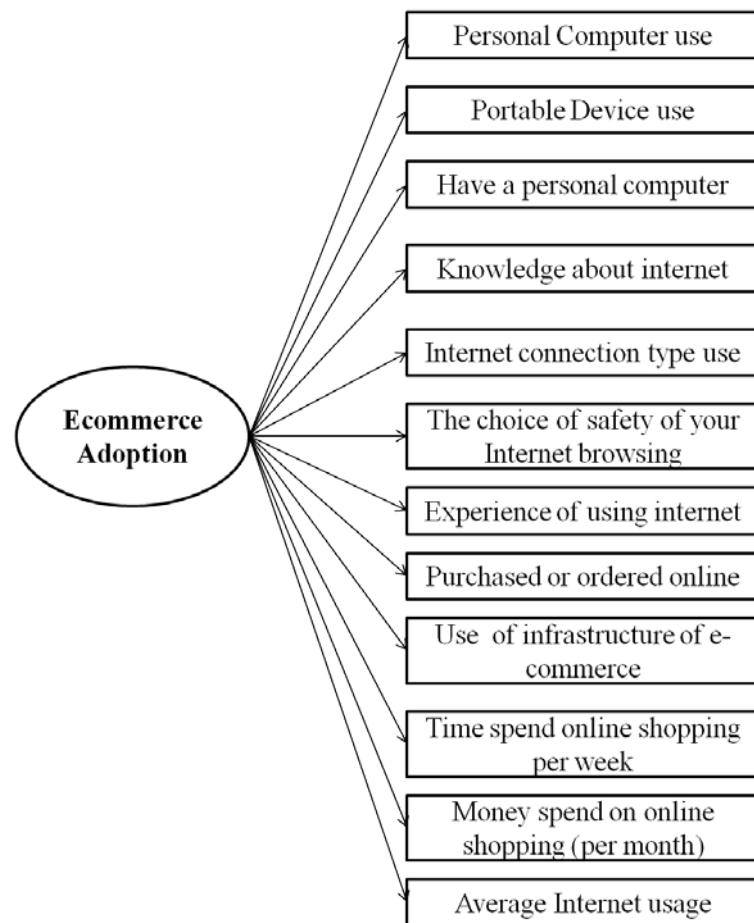 Personal Computer use
Portable Device use
Have a personal computer
Knowledge about internet
Internet connection type use
Ecommerce
Adoption
The choice of safety of your
Internet browsing
Experience of using internet
Purchased or ordered online
Use of infrastructure of e-
commerce
Time spend online shopping
per week
Money spend on online
shopping (per month)
Average Internet usage